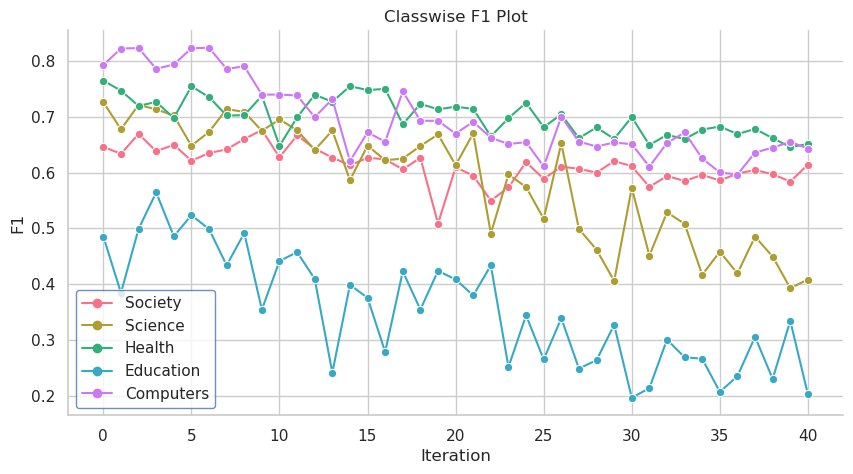 Classwise F1 Plot
F1
0.8
0.7
0.6
0.5
0.4
0.3
0.2
Society
Science
Health
Education
Computers
0 5 10 15 20 25 30 35 40
Iteration